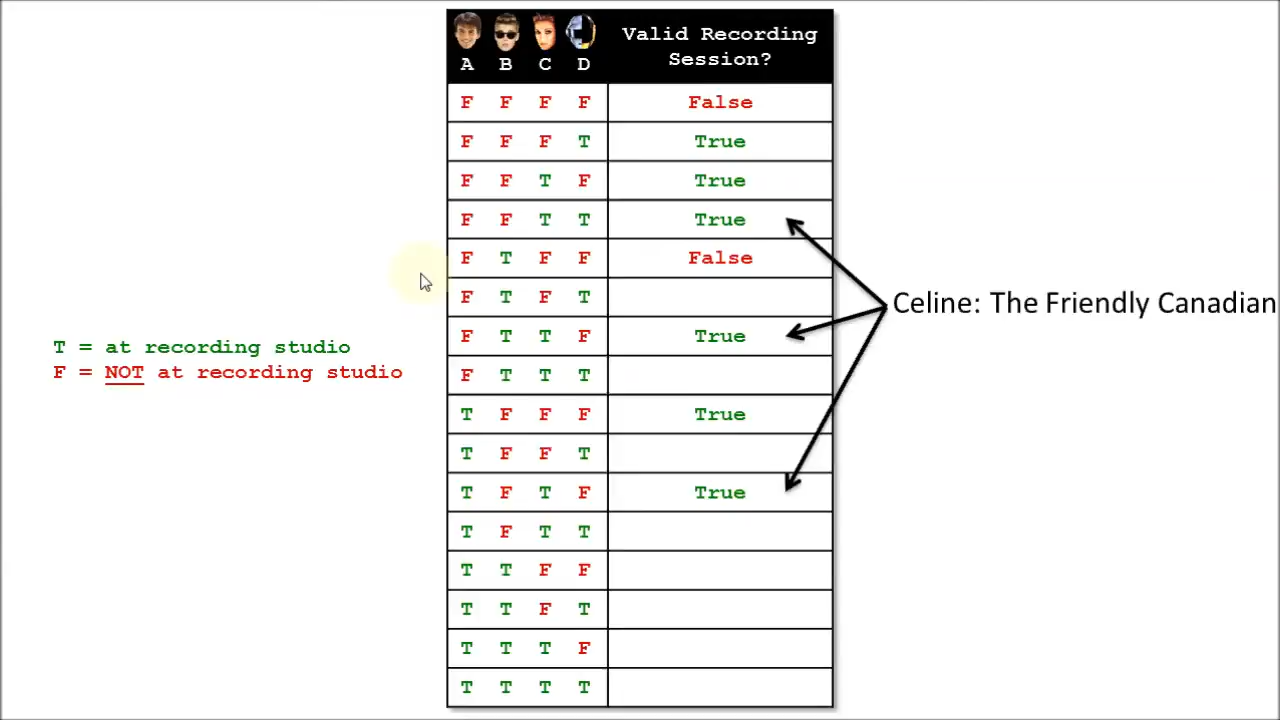 A B C D
Valid Recording
Session?
F F F F False
F F F T True
F F T F True
F F T T True
F T F F False
F T F T
F T T F True
F T T T
T F F F True
T F F T
T F T F True
T F T T
T T F F
T T F T
T T T F
T T T T
T = at recording studio
F = NOT at recording studio
Celine: The Friendly Canadian